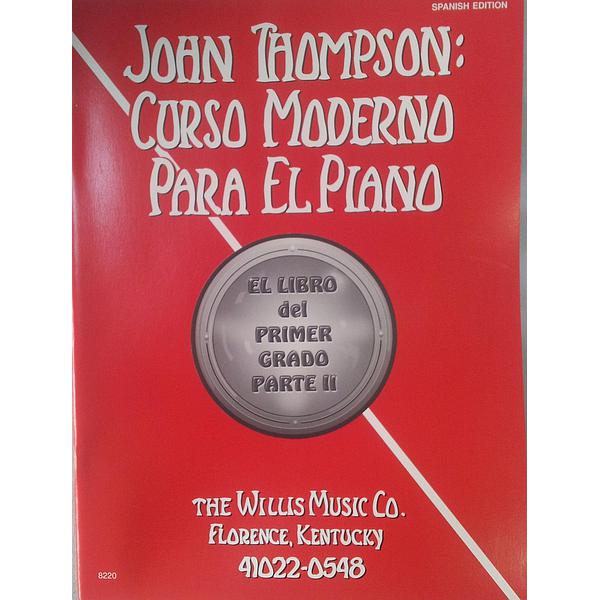 SPANISH EDITION
JOHN THOMPSON:
CURSO MODERNO
PARA EL PIANO
EL LIBRO
del
PRIMER
GRADO
PARTE II
THE WILLIS MUSIC CO.
FLORENCE, KENTUCKY
41022-0548
8220